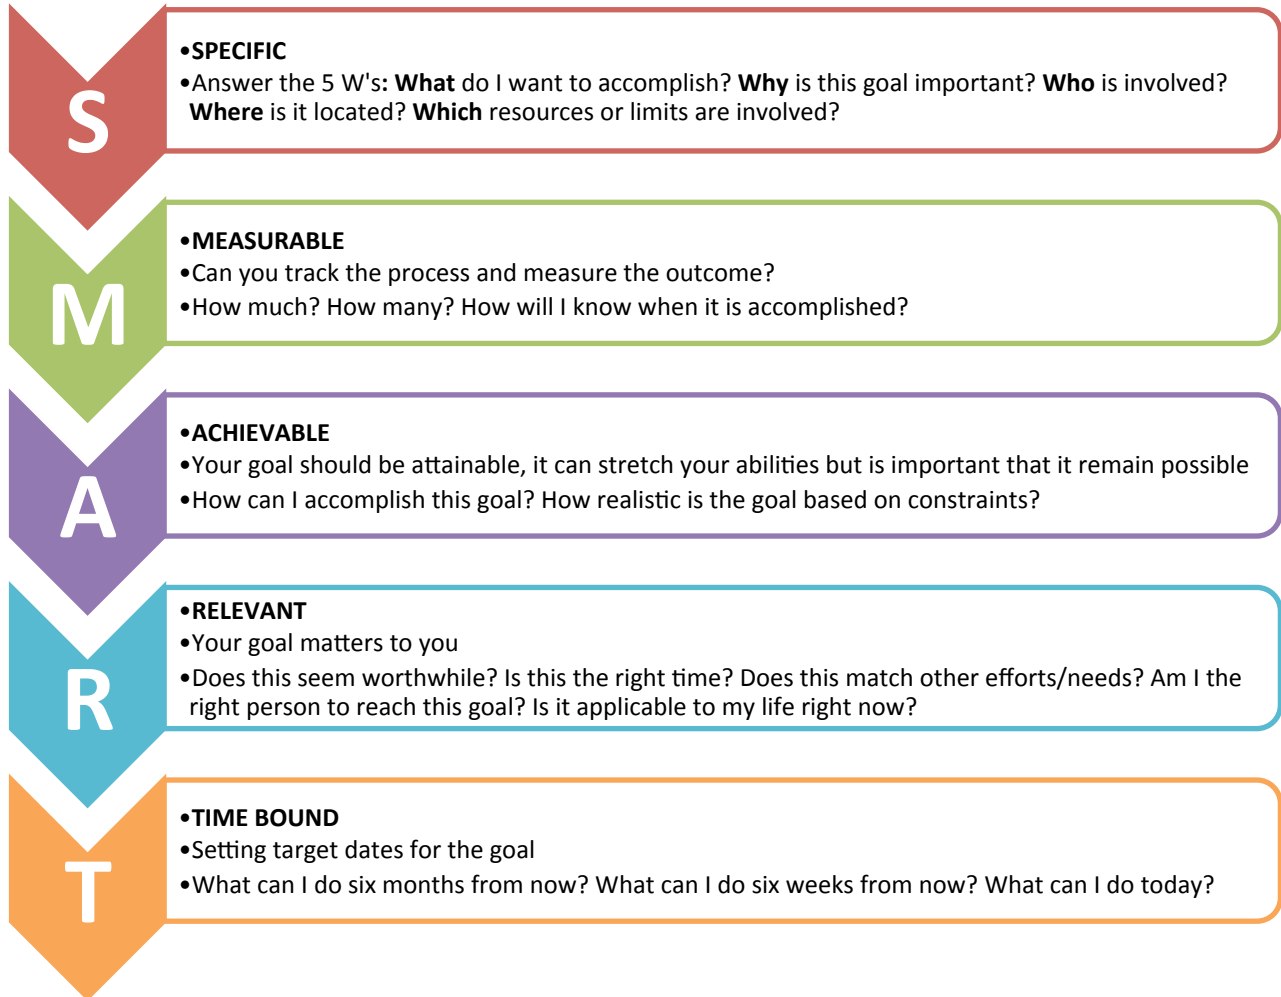 S
•SPECIFIC
•Answer the 5 W's: What do I want to accomplish? Why is this goal important? Who is involved?
Where is it located? Which resources or limits are involved?
M
•MEASURABLE
•Can you track the process and measure the outcome?
•How much? How many? How will I know when it is accomplished?
A
•ACHIEVABLE
•Your goal should be attainable, it can stretch your abilities but is important that it remain possible
•How can I accomplish this goal? How realistic is the goal based on constraints?
R
•RELEVANT
•Your goal matters to you
•Does this seem worthwhile? Is this the right time? Does this match other efforts/needs? Am I the
right person to reach this goal? Is it applicable to my life right now?
T
•TIME BOUND
•Setting target dates for the goal
•What can I do six months from now? What can I do six weeks from now? What can I do today?